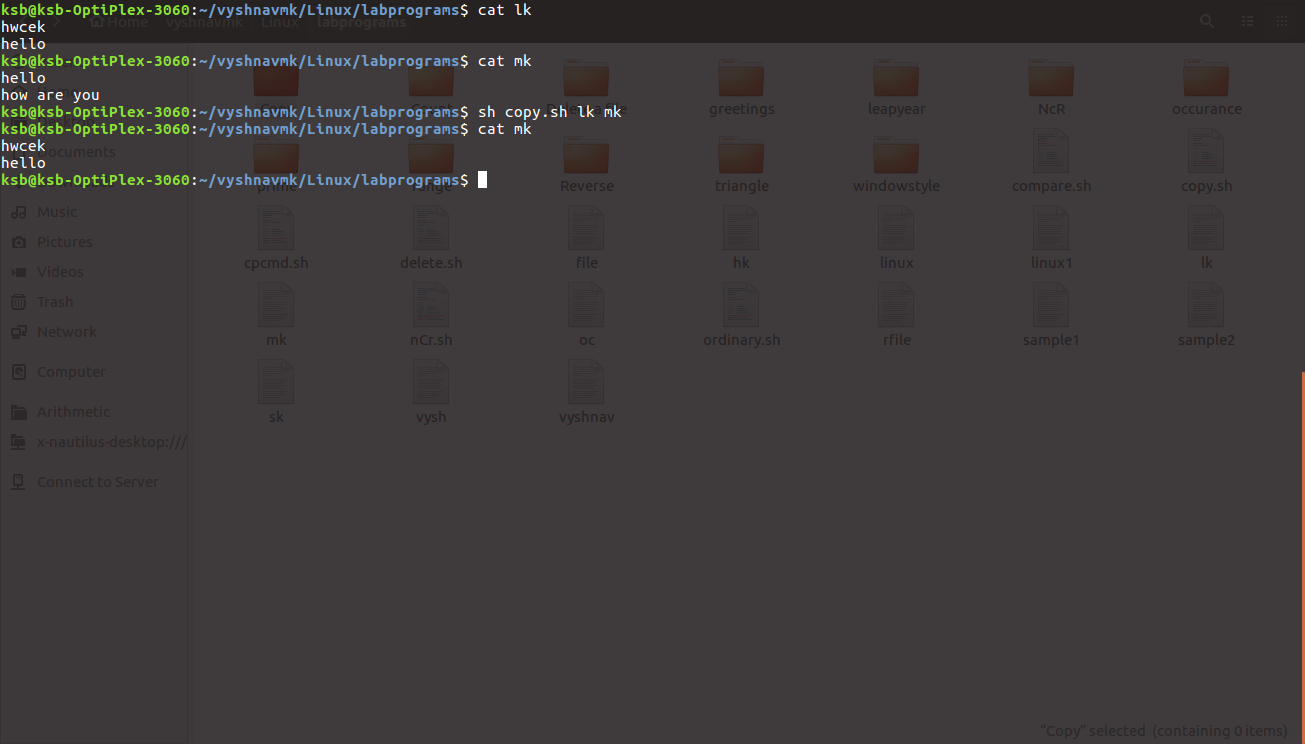 ksb@ksb-OptiPlex-3060:~/vyshnavmk/Linux/labprograms$ cat lk
hwcek
hello
ksb@ksb-OptiPlex-3060:~/vyshnavmk/Linux/labprograms$ cat mk
hello
how are you
ksb@ksb-OptiPlex-3060:~/vyshnavmk/Linux/labprograms$ sh copy.sh lk mk
ksb@ksb-OptiPlex-3060:~/vyshnavmk/Linux/labprograms$ cat mk
hwcek
hello
ksb@ksb-OptiPlex-3060:~/vyshnavmk/Linux/labprograms$
Home vyshnavmk Linux labprograms
greetings leapyear NcR occurance
Documents
prime range Reverse triangle windowstyle compare.sh copy.sh
Music
Pictures
cpcmd.sh delete.sh file hk linux linux1 lk
Videos
Trash
Network
mk nCr.sh oc ordinary.sh rfile sample1 sample2
Computer
Arithmetic
sk vysh vyshnav
x-nautilus-desktop:///
Connect to Server
"Copy" selected (containing 0 items)